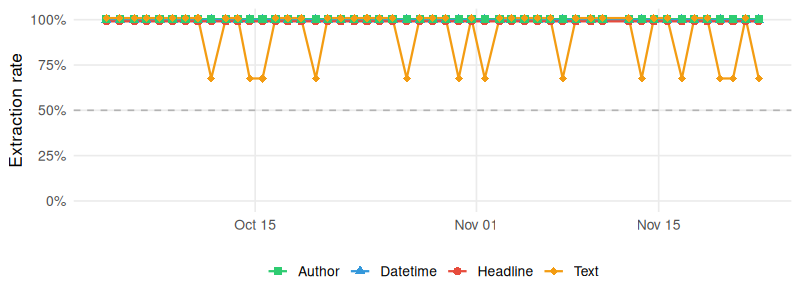 100%
75%
50%
25%
0%
Extraction rate
Oct 15 Nov 01 Nov 15
Author Datetime Headline Text